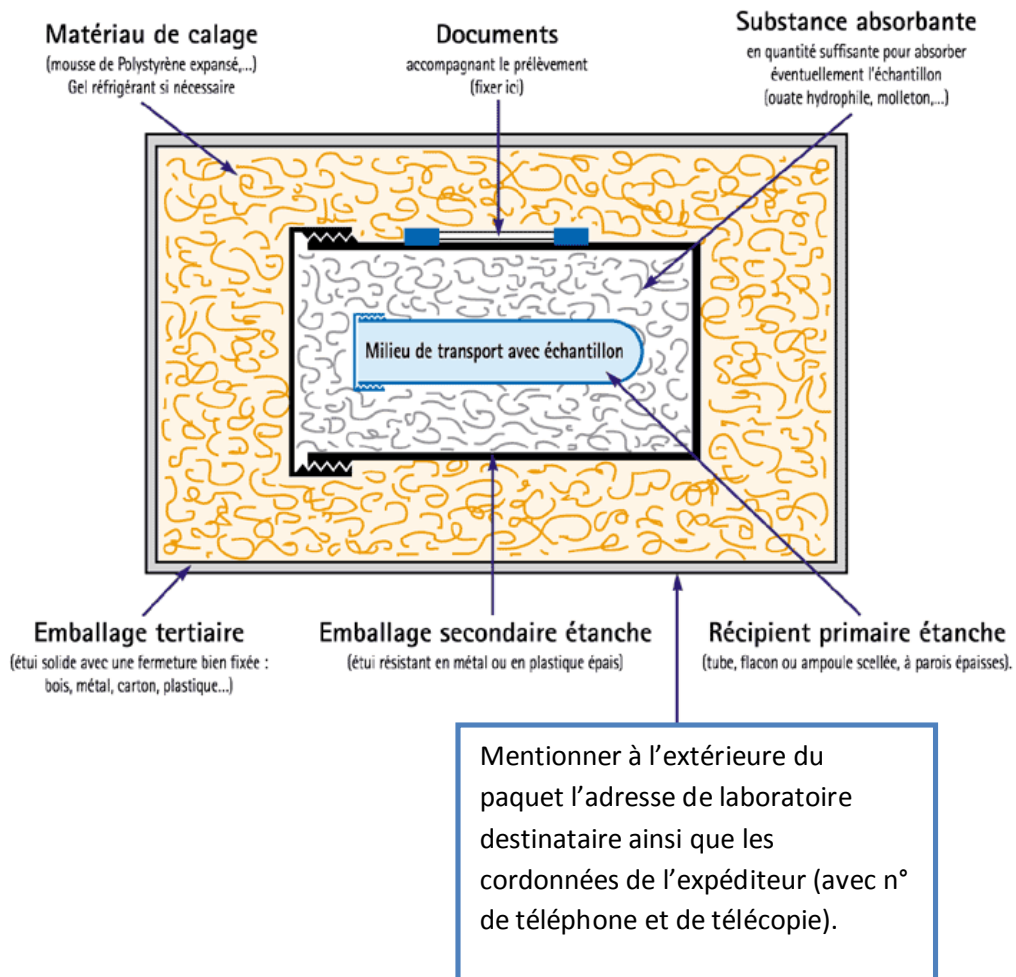 Matériau de calage
(mousse de Polystyrène expansé,...)
Gel réfrigérant si nécessaire
Documents
accompagnant le prélèvement
(fixer ici)
Substance absorbante
en quantité suffisante pour absorber
éventuellement l'échantillon
(ouate hydrophile, molleton,...)
Milieu de transport avec échantillon
Emballage tertiaire
(étui solide avec une fermeture bien fixée :
bois, métal, carton, plastique...)
Emballage secondaire étanche
(étui résistant en métal ou en plastique épais)
Récipient primaire étanche
(tube, flacon ou ampoule scellée, à parois épaisses).
Mentionner à l’extérieure du
paquet l’adresse de laboratoire
destinataire ainsi que les
cordonnées de l’expéditeur (avec n°
de téléphone et de télécopie).